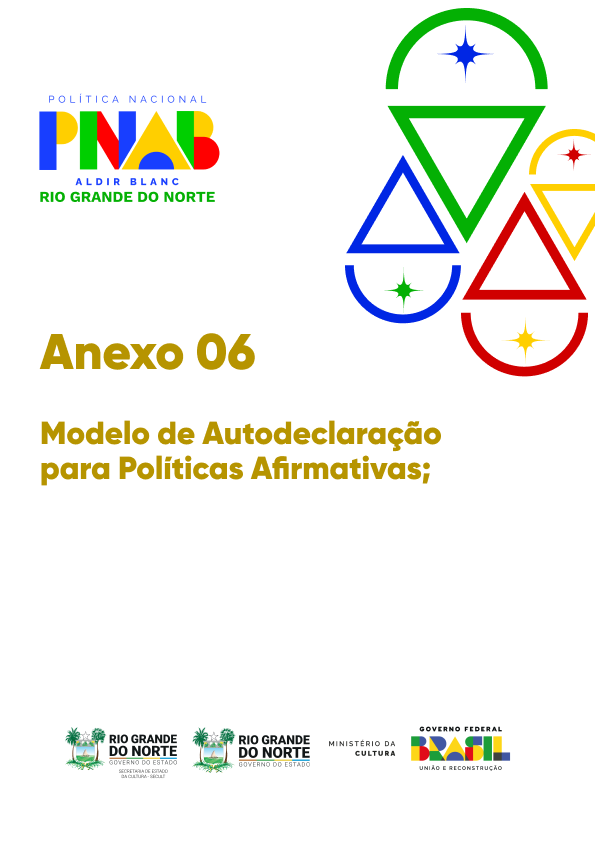 POLÍTICA NACIONAL
PNAB
ALDIR BLANC
RIO GRANDE DO NORTE
Anexo 06
Modelo de Autodeclaração
para Políticas Afirmativas;
RIO GRANDE
DO NORTE
GOVERNO DO ESTADO
SECRETARIA DE ESTADO
DA CULTURA - SECULT
RIO GRANDE
DO NORTE
GOVERNO DO ESTADO
MINISTÉRIO DA
CULTURA
GOVERNO FEDERAL
BRASIL
UNIÃO E RECONSTRUÇÃO